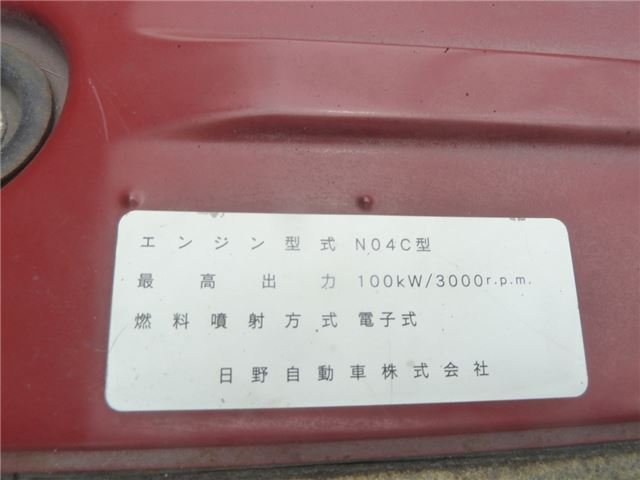 エンジン型式 N04C型
最高出力 100kW/3000r.p.m.
燃料噴射方式 電子式
日野自動車株式会社